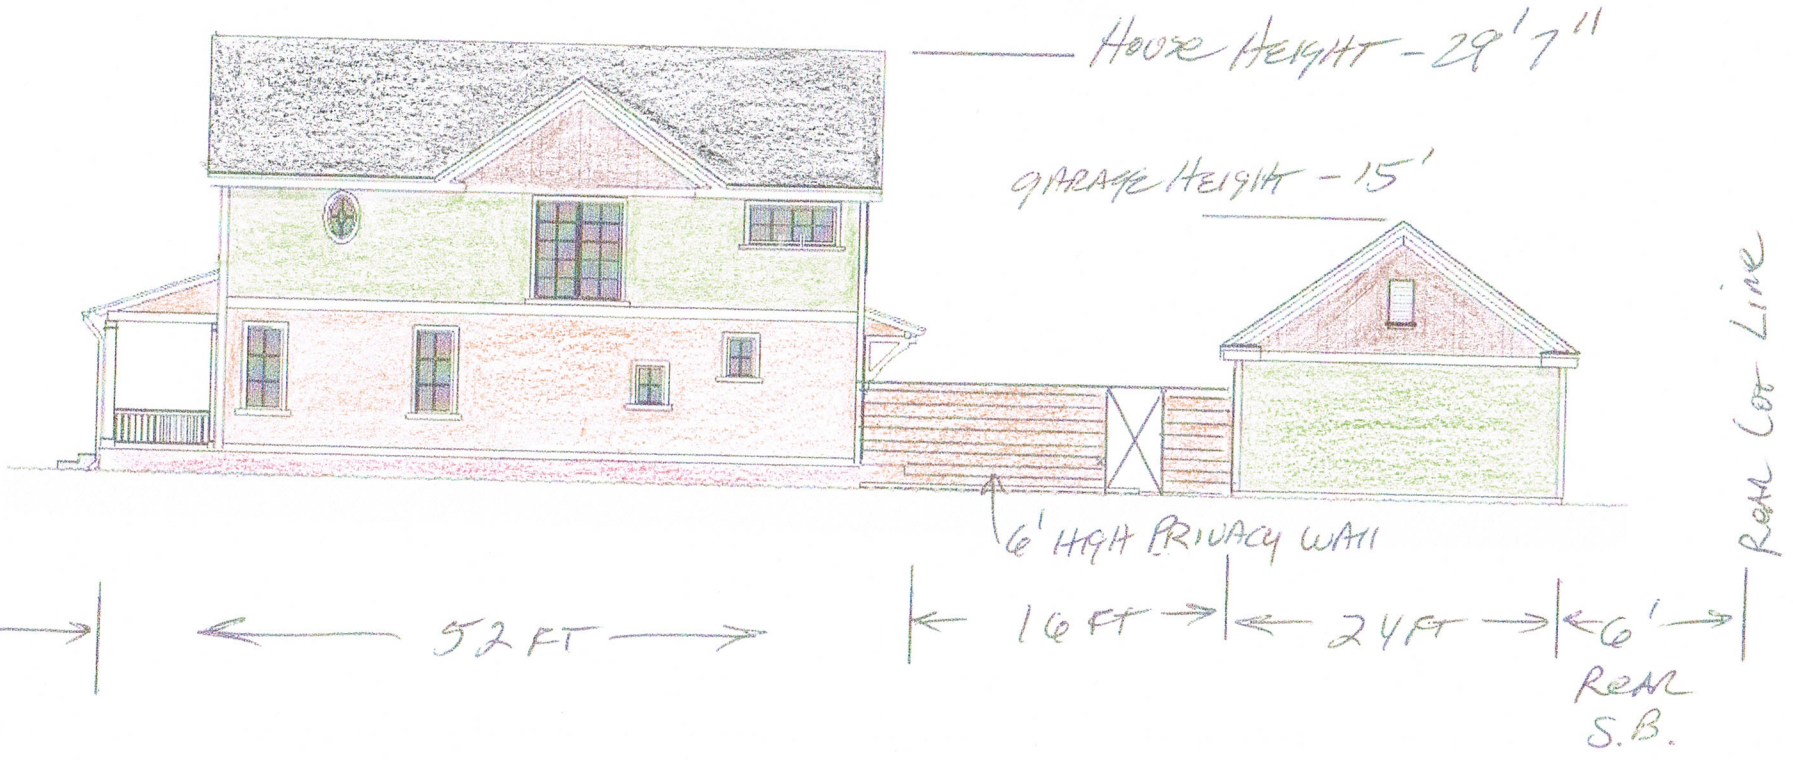 HOUSE HEIGHT - 29' 7"
GARAGE HEIGHT - 15'
REAR LOT LINE
6' HIGH PRIVACY WALL
52 FT
16 FT
24 FT
6'
REAR
S.B.